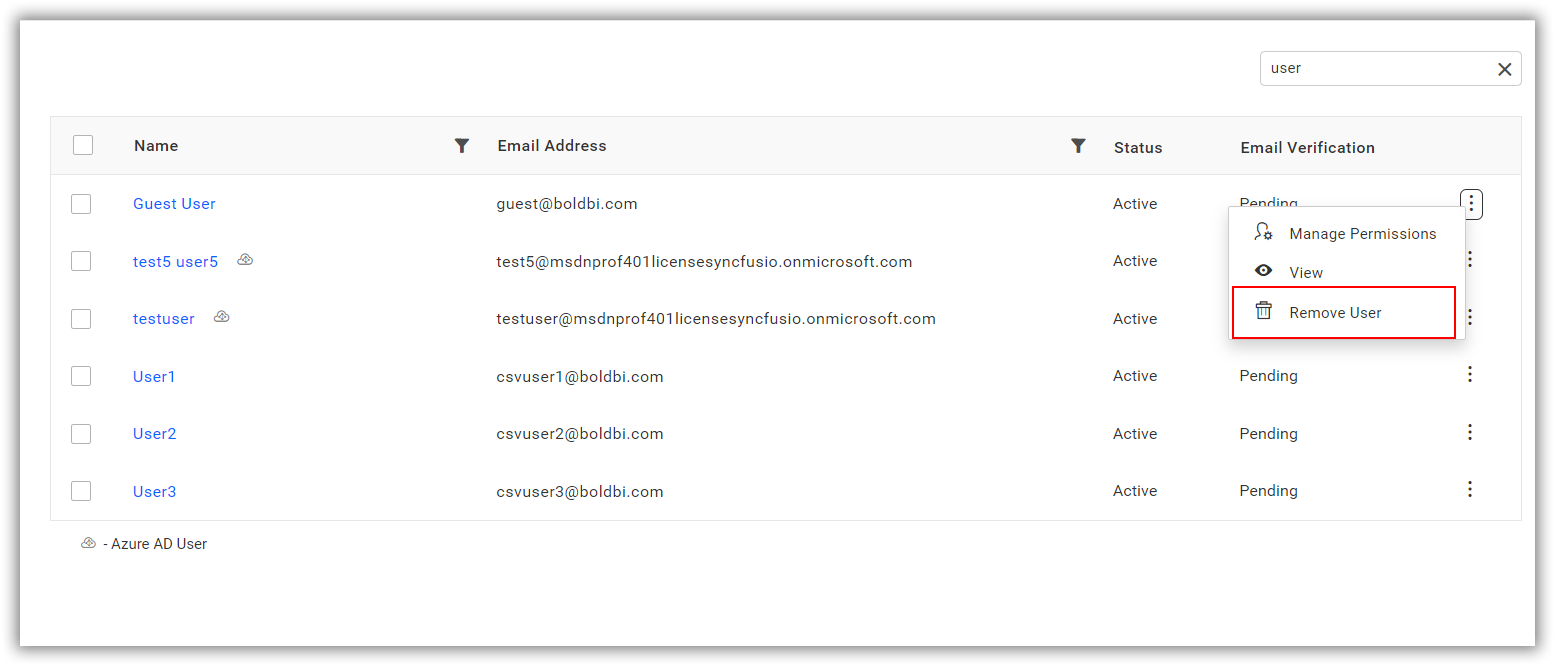 user
Name Email Address Status Email Verification
Guest User guest@boldbi.com Active Pending
Manage Permissions
test5 user5 test5@msdnprof401licensesyncfusio.onmicrosoft.com Active
View
testuser testuser@msdnprof401licensesyncfusio.onmicrosoft.com Active
Remove User
User1 csvuser1@boldbi.com Active Pending
User2 csvuser2@boldbi.com Active Pending
User3 csvuser3@boldbi.com Active Pending
- Azure AD User